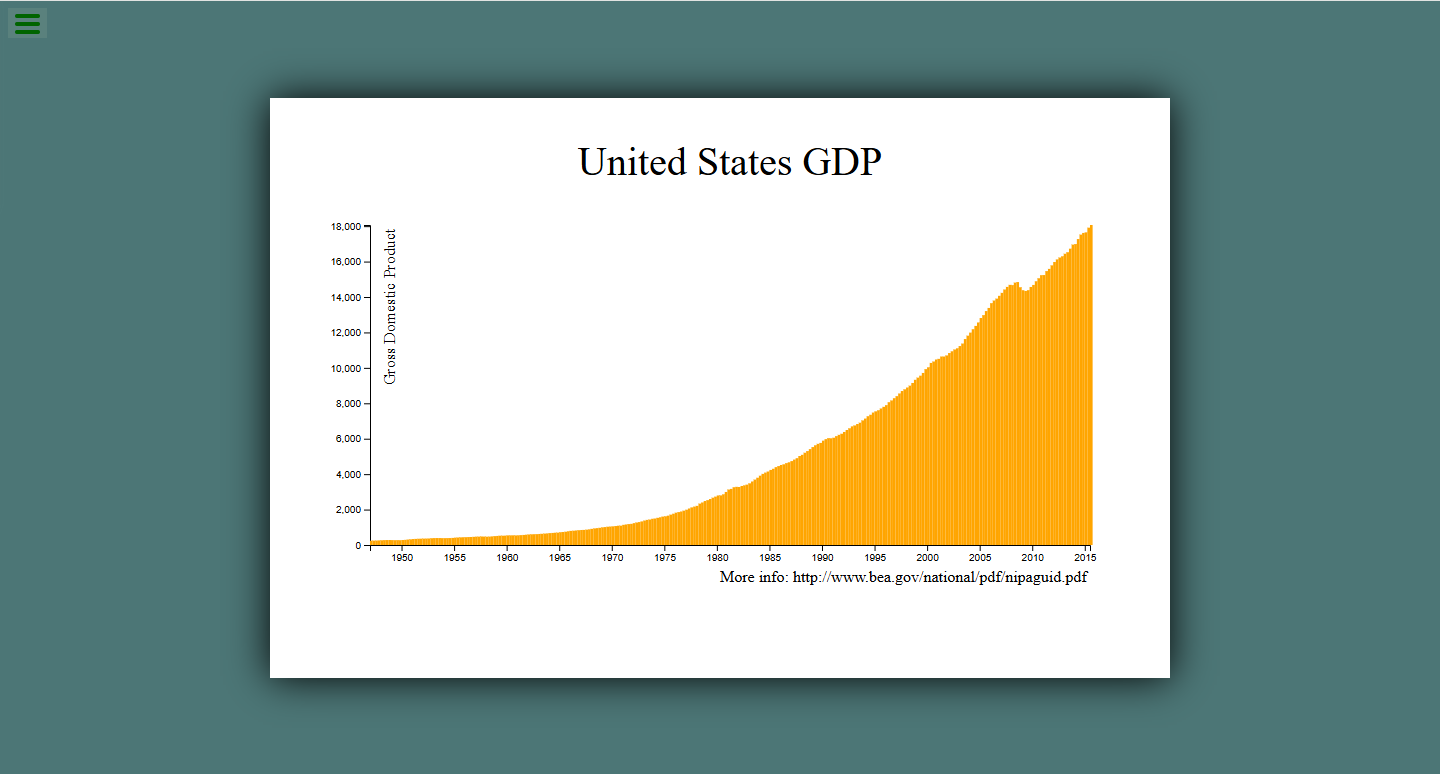 United States GDP
18,000
16,000
14,000
12,000
10,000
8,000
6,000
4,000
2,000
0
Gross Domestic Product
1950 1955 1960 1965 1970 1975 1980 1985 1990 1995 2000 2005 2010 2015
More info: http://www.bea.gov/national/pdf/nipaguid.pdf